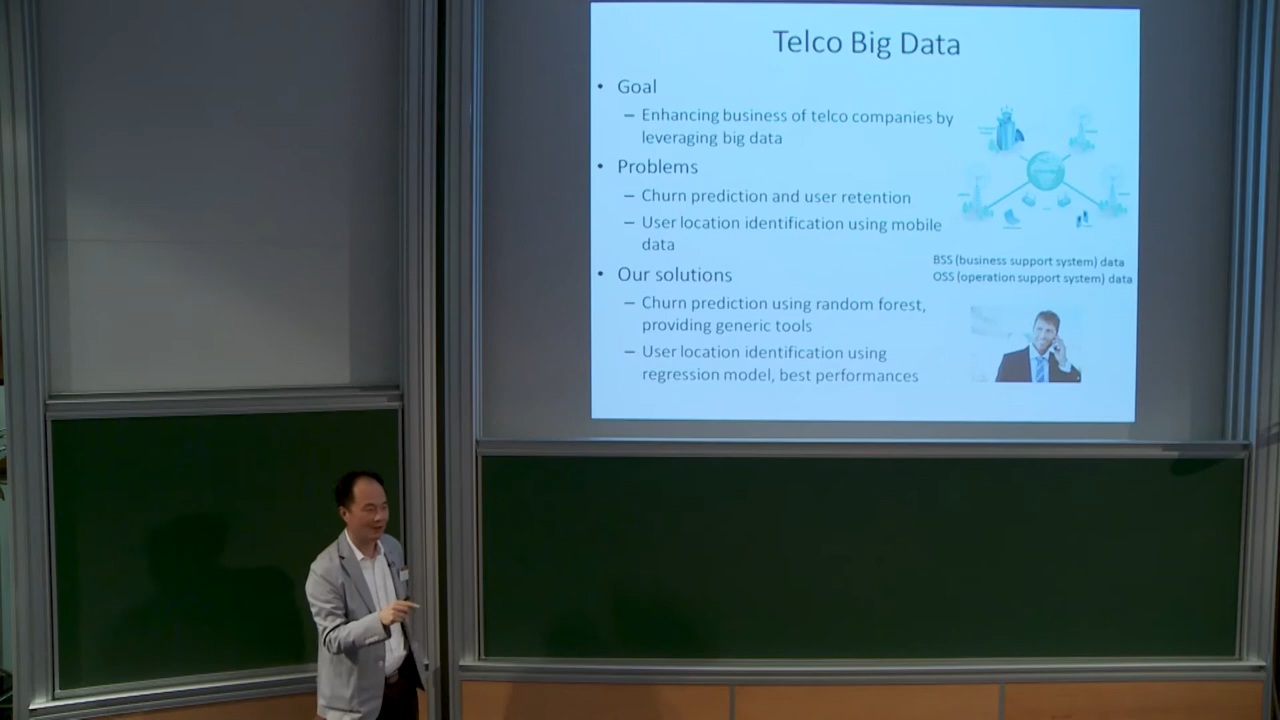 Telco Big Data
• Goal
– Enhancing business of telco companies by
leveraging big data
• Problems
– Churn prediction and user retention
– User location identification using mobile
data
• Our solutions
– Churn prediction using random forest,
providing generic tools
– User location identification using
regression model, best performances
BSS (business support system) data
OSS (operation support system) data